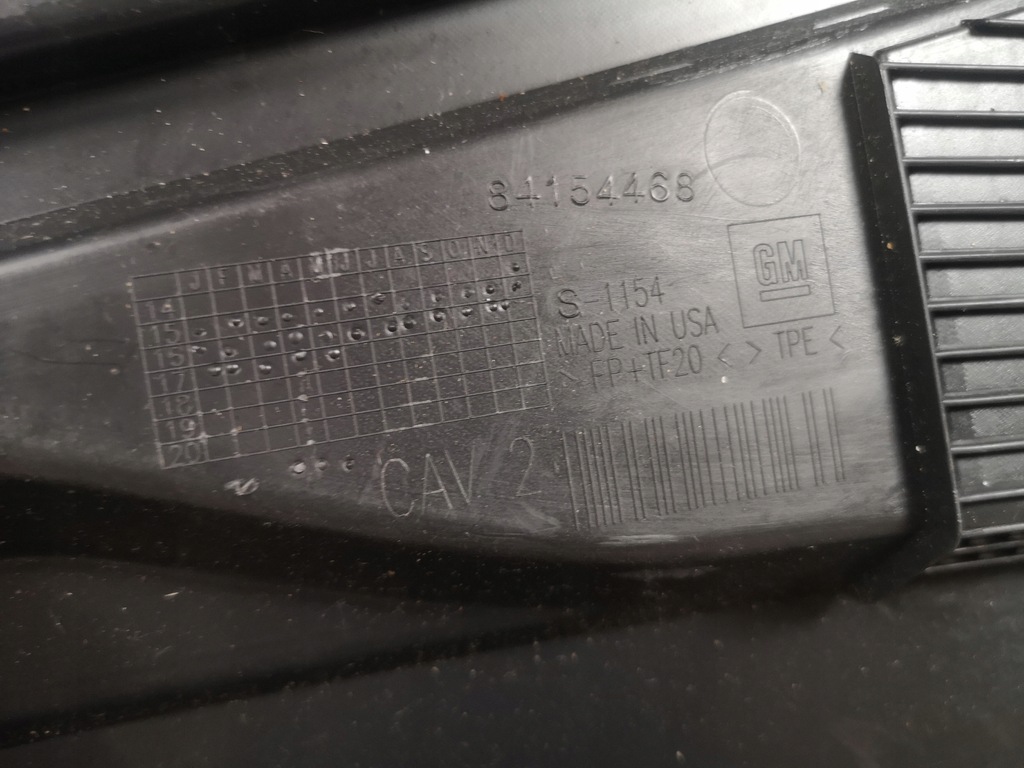 84154468
GM
J F M A M J J A S O N D
14
15
16
17
18
19
20
S-1154
MADE IN USA
> PP+TF20 < > TPE <
CAV 2